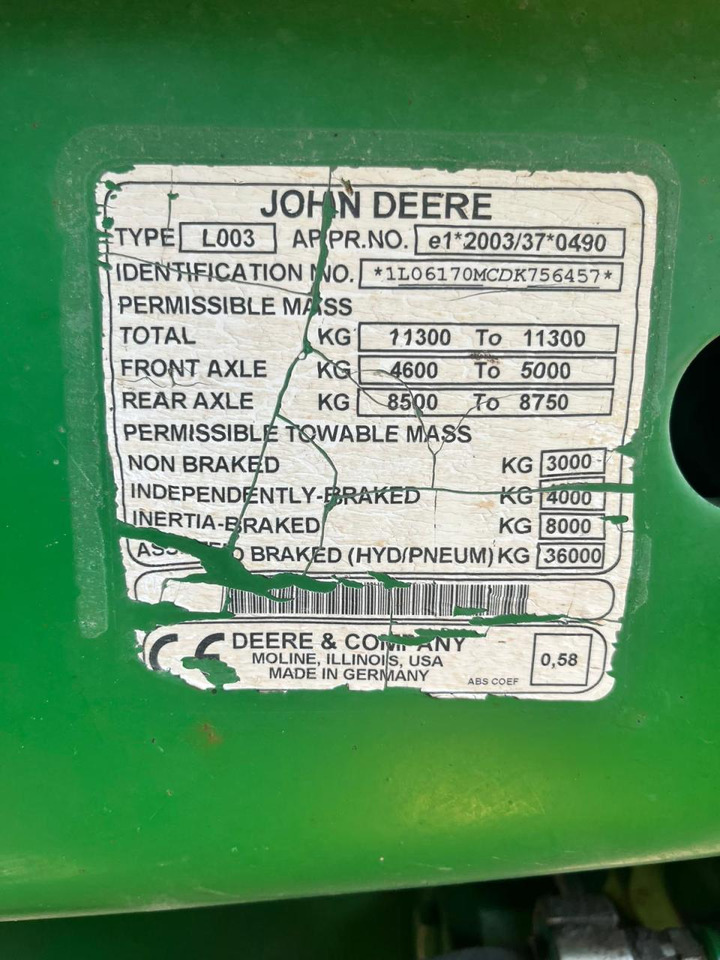 JOHN DEERE
TYPE L003 APPR.NO. e1*2003/37*0490
IDENTIFICATION NO. *1L06170MCDK756457*
PERMISSIBLE MASS
TOTAL KG 11300 To 11300
FRONT AXLE KG 4600 To 5000
REAR AXLE KG 8500 To 8750
PERMISSIBLE TOWABLE MASS
NON BRAKED KG 3000
INDEPENDENTLY-BRAKED KG 4000
INERTIA-BRAKED KG 8000
BRAKED (HYD/PNEUM) KG 36000
CE DEERE & COMPANY
MOLINE, ILLINOIS, USA
MADE IN GERMANY
ABS COEF 0,58